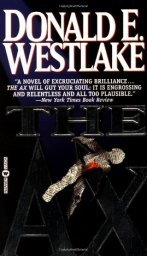 DONALD E.
WESTLAKE
"A NOVEL OF EXCRUCIATING BRILLIANCE...
THE AX WILL GUT YOUR SOUL; IT IS ENGROSSING
AND RELENTLESS AND ALL TOO PLAUSIBLE."
—New York Times Book Review
THE
AX